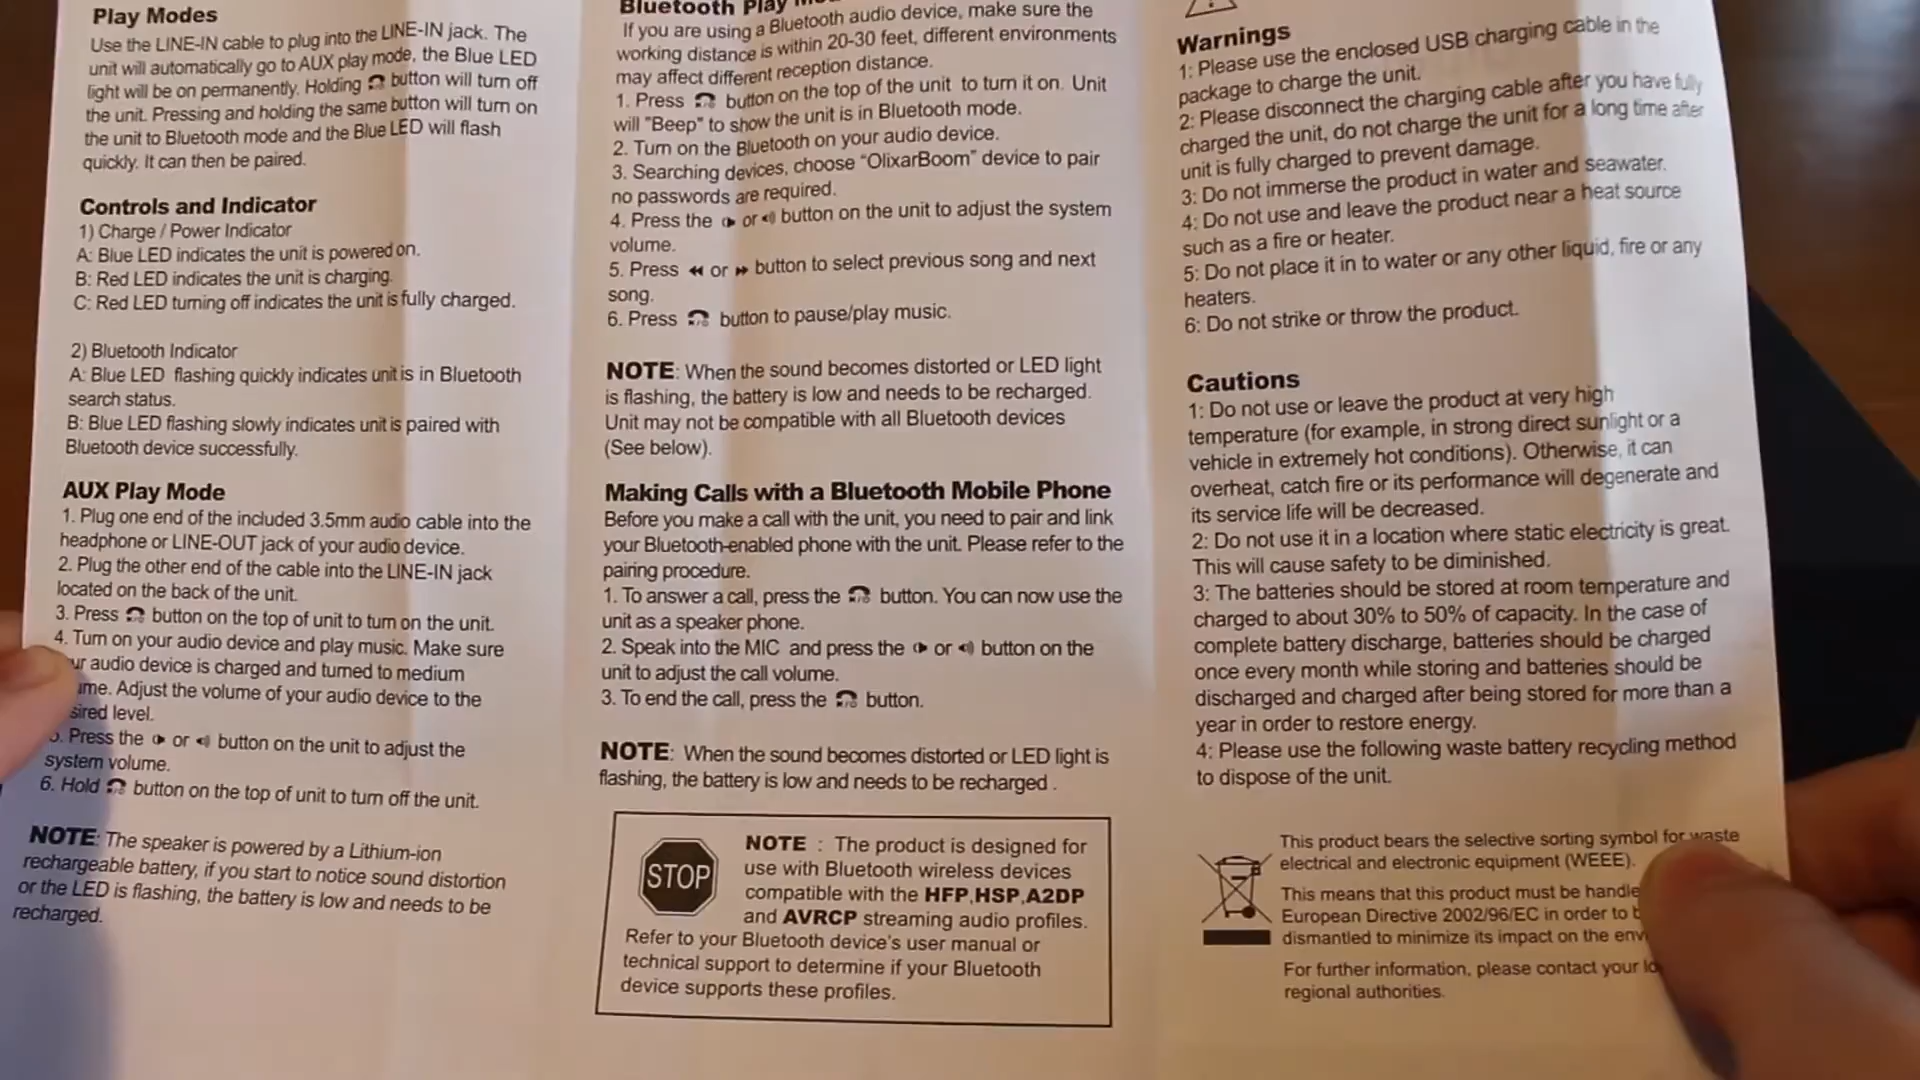 Play Modes
Use the LINE-IN cable to plug into the LINE-IN jack. The
unit will automatically go to AUX play mode, the Blue LED
light will be on permanently. Holding button will turn off
the unit. Pressing and holding the same button will turn on
the unit to Bluetooth mode and the Blue LED will flash
quickly. It can then be paired.
Controls and Indicator
1) Charge / Power Indicator
A: Blue LED indicates the unit is powered on.
B: Red LED indicates the unit is charging.
C: Red LED turning off indicates the unit is fully charged.
2) Bluetooth Indicator
A: Blue LED flashing quickly indicates unit is in Bluetooth
search status.
B: Blue LED flashing slowly indicates unit is paired with
Bluetooth device successfully.
AUX Play Mode
1. Plug one end of the included 3.5mm audio cable into the
headphone or LINE-OUT jack of your audio device.
2. Plug the other end of the cable into the LINE-IN jack
located on the back of the unit.
3. Press button on the top of unit to turn on the unit.
4. Turn on your audio device and play music. Make sure
audio device is charged and turned to medium
Adjust the volume of your audio device to the
level.
Press the or button on the unit to adjust the
system volume.
6. Hold button on the top of unit to turn off the unit.
NOTE: The speaker is powered by a Lithium-ion
rechargeable battery, if you start to notice sound distortion
or the LED is flashing, the battery is low and needs to be
recharged.
Bluetooth Play
If you are using a Bluetooth audio device, make sure the
working distance is within 20-30 feet, different environments
may affect different reception distance.
1. Press button on the top of the unit to turn it on. Unit
will "Beep" to show the unit is in Bluetooth mode.
2. Turn on the Bluetooth on your audio device.
3. Searching devices, choose “OlixarBoom” device to pair
no passwords are required.
4. Press the or button on the unit to adjust the system
volume.
5. Press or button to select previous song and next
song.
6. Press button to pause/play music.
NOTE: When the sound becomes distorted or LED light
is flashing, the battery is low and needs to be recharged.
Unit may not be compatible with all Bluetooth devices
(See below).
Making Calls with a Bluetooth Mobile Phone
Before you make a call with the unit, you need to pair and link
your Bluetooth-enabled phone with the unit. Please refer to the
pairing procedure.
1. To answer a call, press the button. You can now use the
unit as a speaker phone.
2. Speak into the MIC and press the or button on the
unit to adjust the call volume.
3. To end the call, press the button.
NOTE: When the sound becomes distorted or LED light is
flashing, the battery is low and needs to be recharged .
STOP
NOTE : The product is designed for
use with Bluetooth wireless devices
compatible with the HFP,HSP,A2DP
and AVRCP streaming audio profiles.
Refer to your Bluetooth device's user manual or
technical support to determine if your Bluetooth
device supports these profiles.
Warnings
1: Please use the enclosed USB charging cable in the
package to charge the unit.
2: Please disconnect the charging cable after you have fully
charged the unit, do not charge the unit for a long time after
unit is fully charged to prevent damage.
3: Do not immerse the product in water and seawater.
4: Do not use and leave the product near a heat source
such as a fire or heater.
5: Do not place it in to water or any other liquid, fire or any
heaters.
6: Do not strike or throw the product.
Cautions
1: Do not use or leave the product at very high
temperature (for example, in strong direct sunlight or a
vehicle in extremely hot conditions). Otherwise, it can
overheat, catch fire or its performance will degenerate and
its service life will be decreased.
2: Do not use it in a location where static electricity is great.
This will cause safety to be diminished.
3: The batteries should be stored at room temperature and
charged to about 30% to 50% of capacity. In the case of
complete battery discharge, batteries should be charged
once every month while storing and batteries should be
discharged and charged after being stored for more than a
year in order to restore energy.
4: Please use the following waste battery recycling method
to dispose of the unit.
This product bears the selective sorting symbol for waste
electrical and electronic equipment (WEEE).
This means that this product must be
European Directive 2002/96/EC in order to
dismantled to minimize its impact on the
For further information, please contact your
regional authorities.